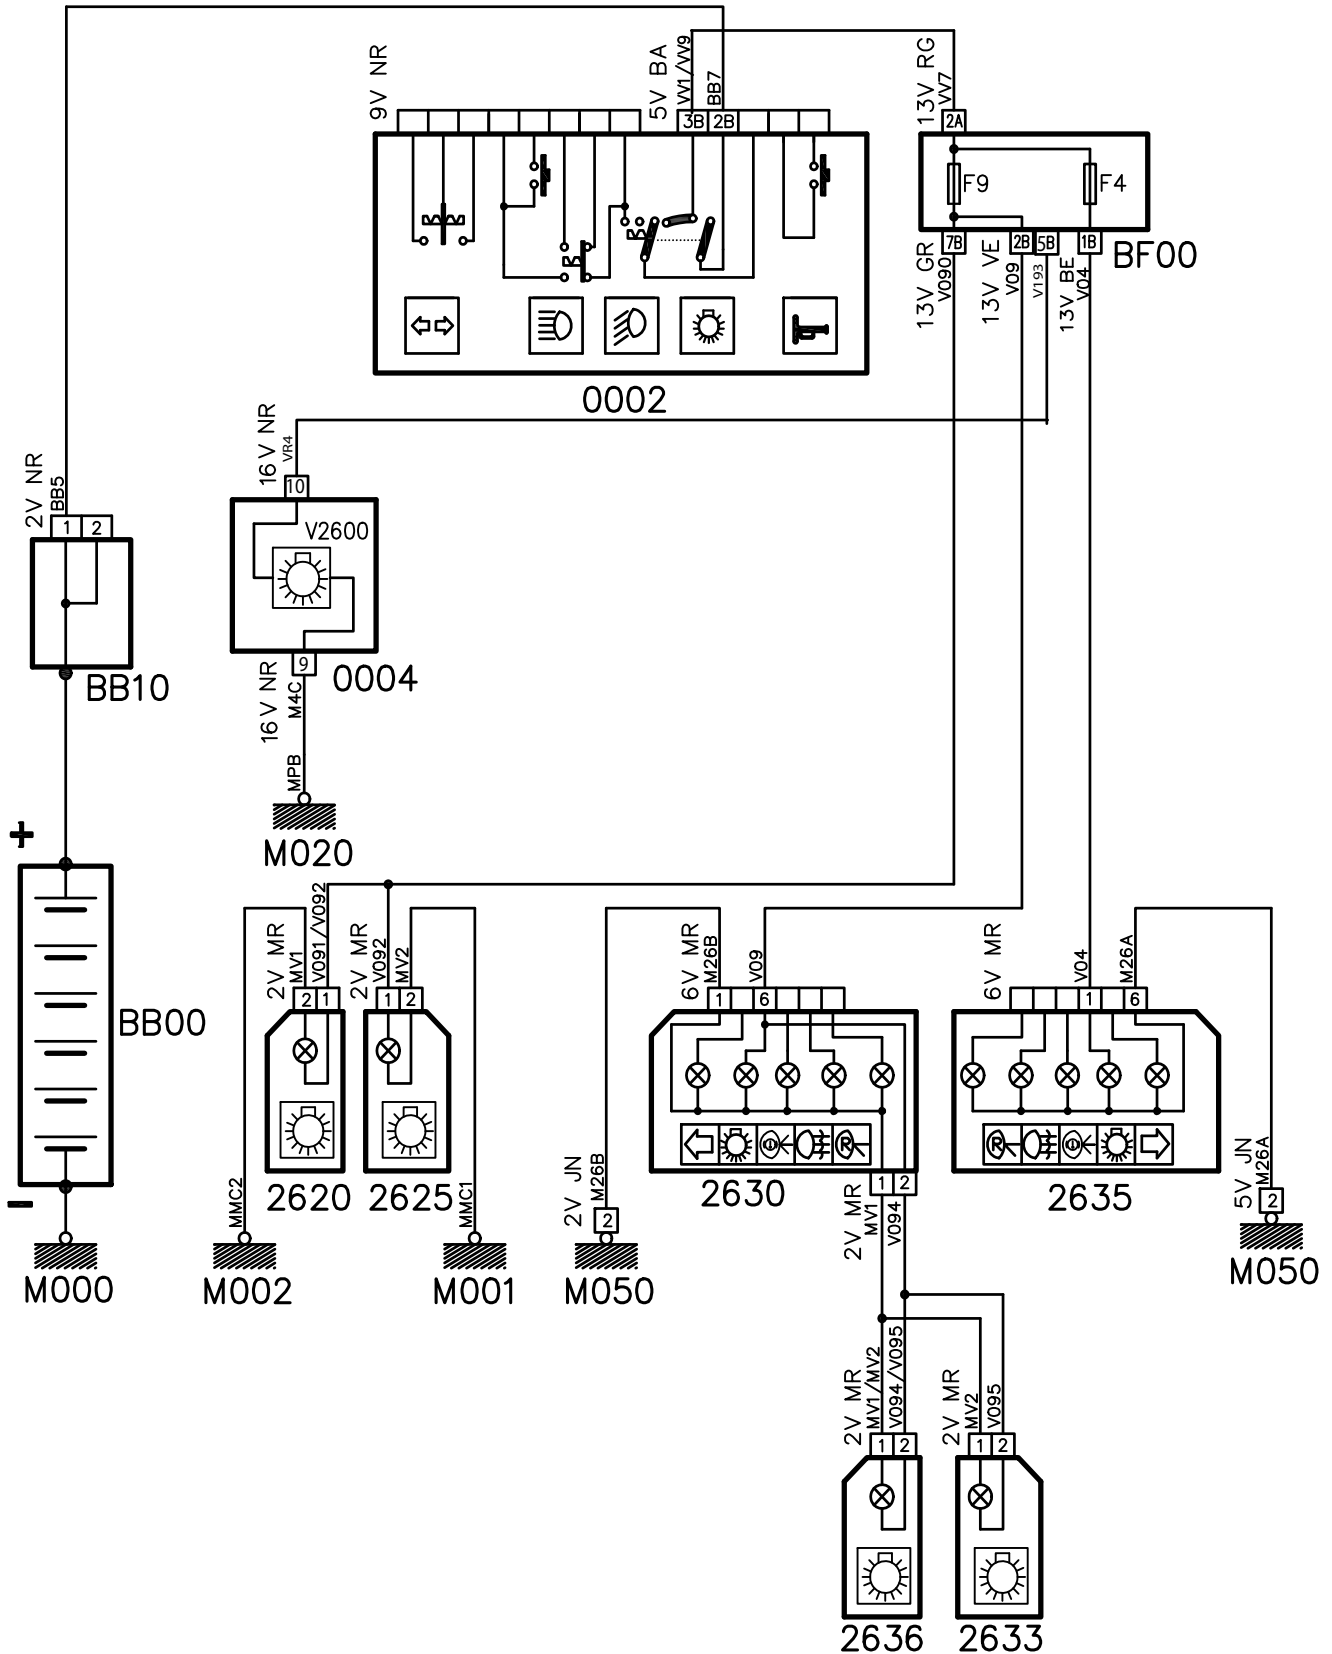 9V NR
5V BA
VV1/VV9
BB7
3B
2B
13V RG
VV7
2A
F9
F4
7B
2B
5B
1B
BF00
13V GR
V090
13V VE
V09
V193
13V BE
V04
0002
2V NR
BB5
1
2
BB10
16V NR
VR4
10
V2600
9
0004
16V NR
M4C
MPB
M020
+
BB00
-
M000
2V MR
MV1
V091/V092
2
1
2620
MMC2
M002
2V MR
V092
MV2
1
2
2625
MMC1
M001
6V MR
M26B
V09
1
6
R
2630
2V JN
M26B
2
M050
6V MR
V04
M26A
1
6
R
2635
5V JN
M26A
2
M050
1
2
2V MR
MV1
V094
2V MR
MV1/MV2
V094/V095
1
2
2636
2V MR
MV2
V095
1
2
2633